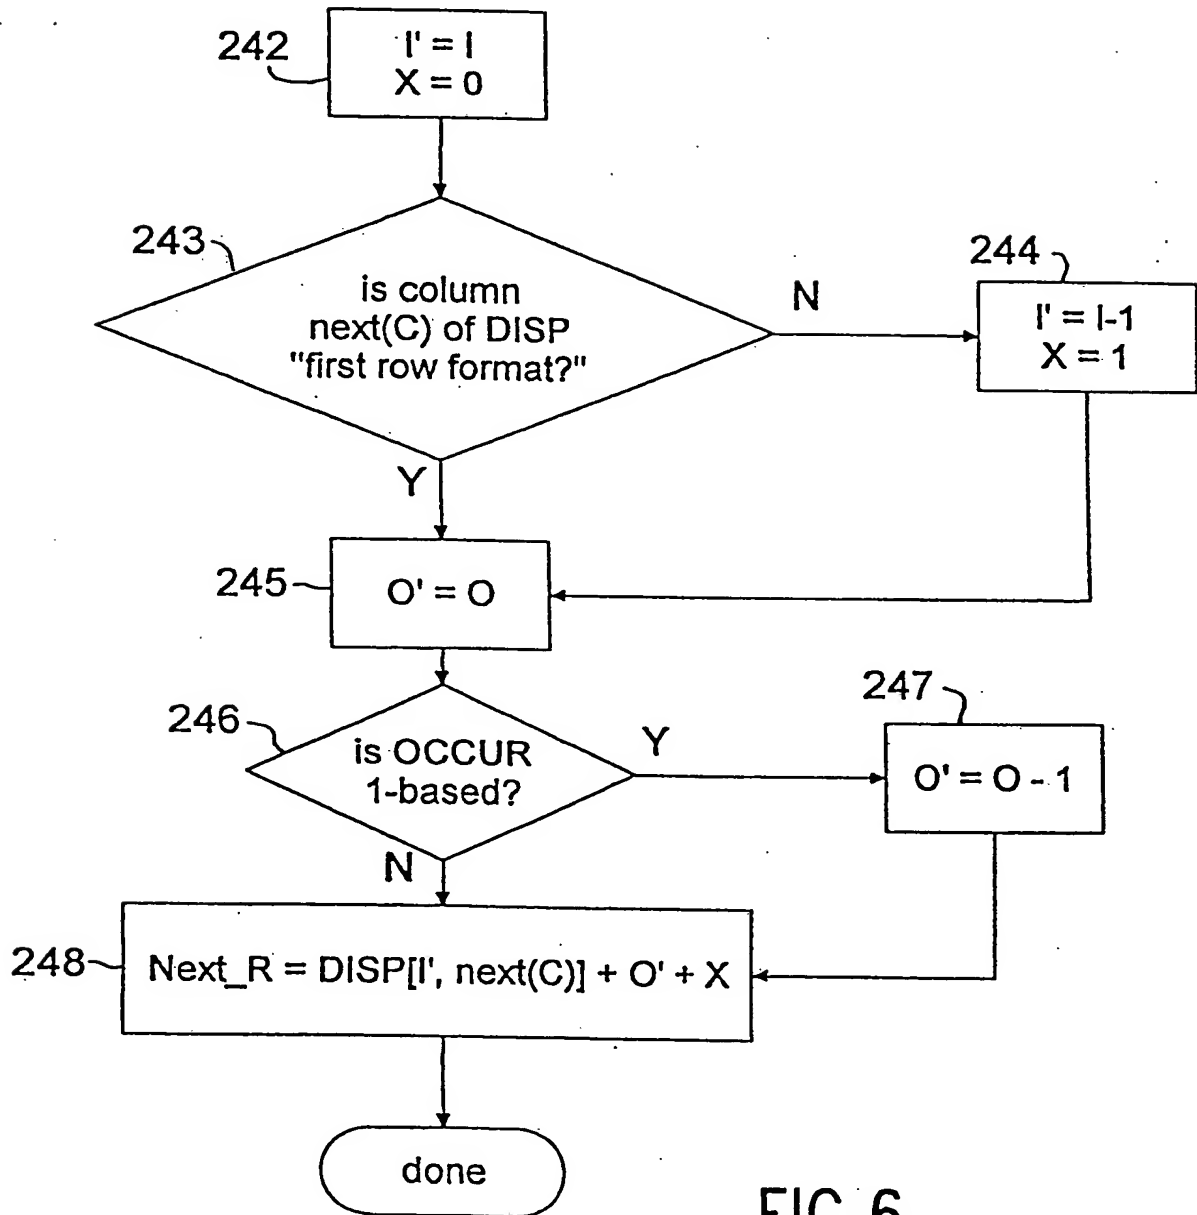 242
I' = I
X = 0
243
is column
next(C) of DISP
"first row format?"
N
244
I' = I-1
X = 1
Y
245
O' = O
246
is OCCUR
1-based?
Y
247
O' = O - 1
N
248
Next_R = DISP[I', next(C)] + O' + X
done
FIG. 6